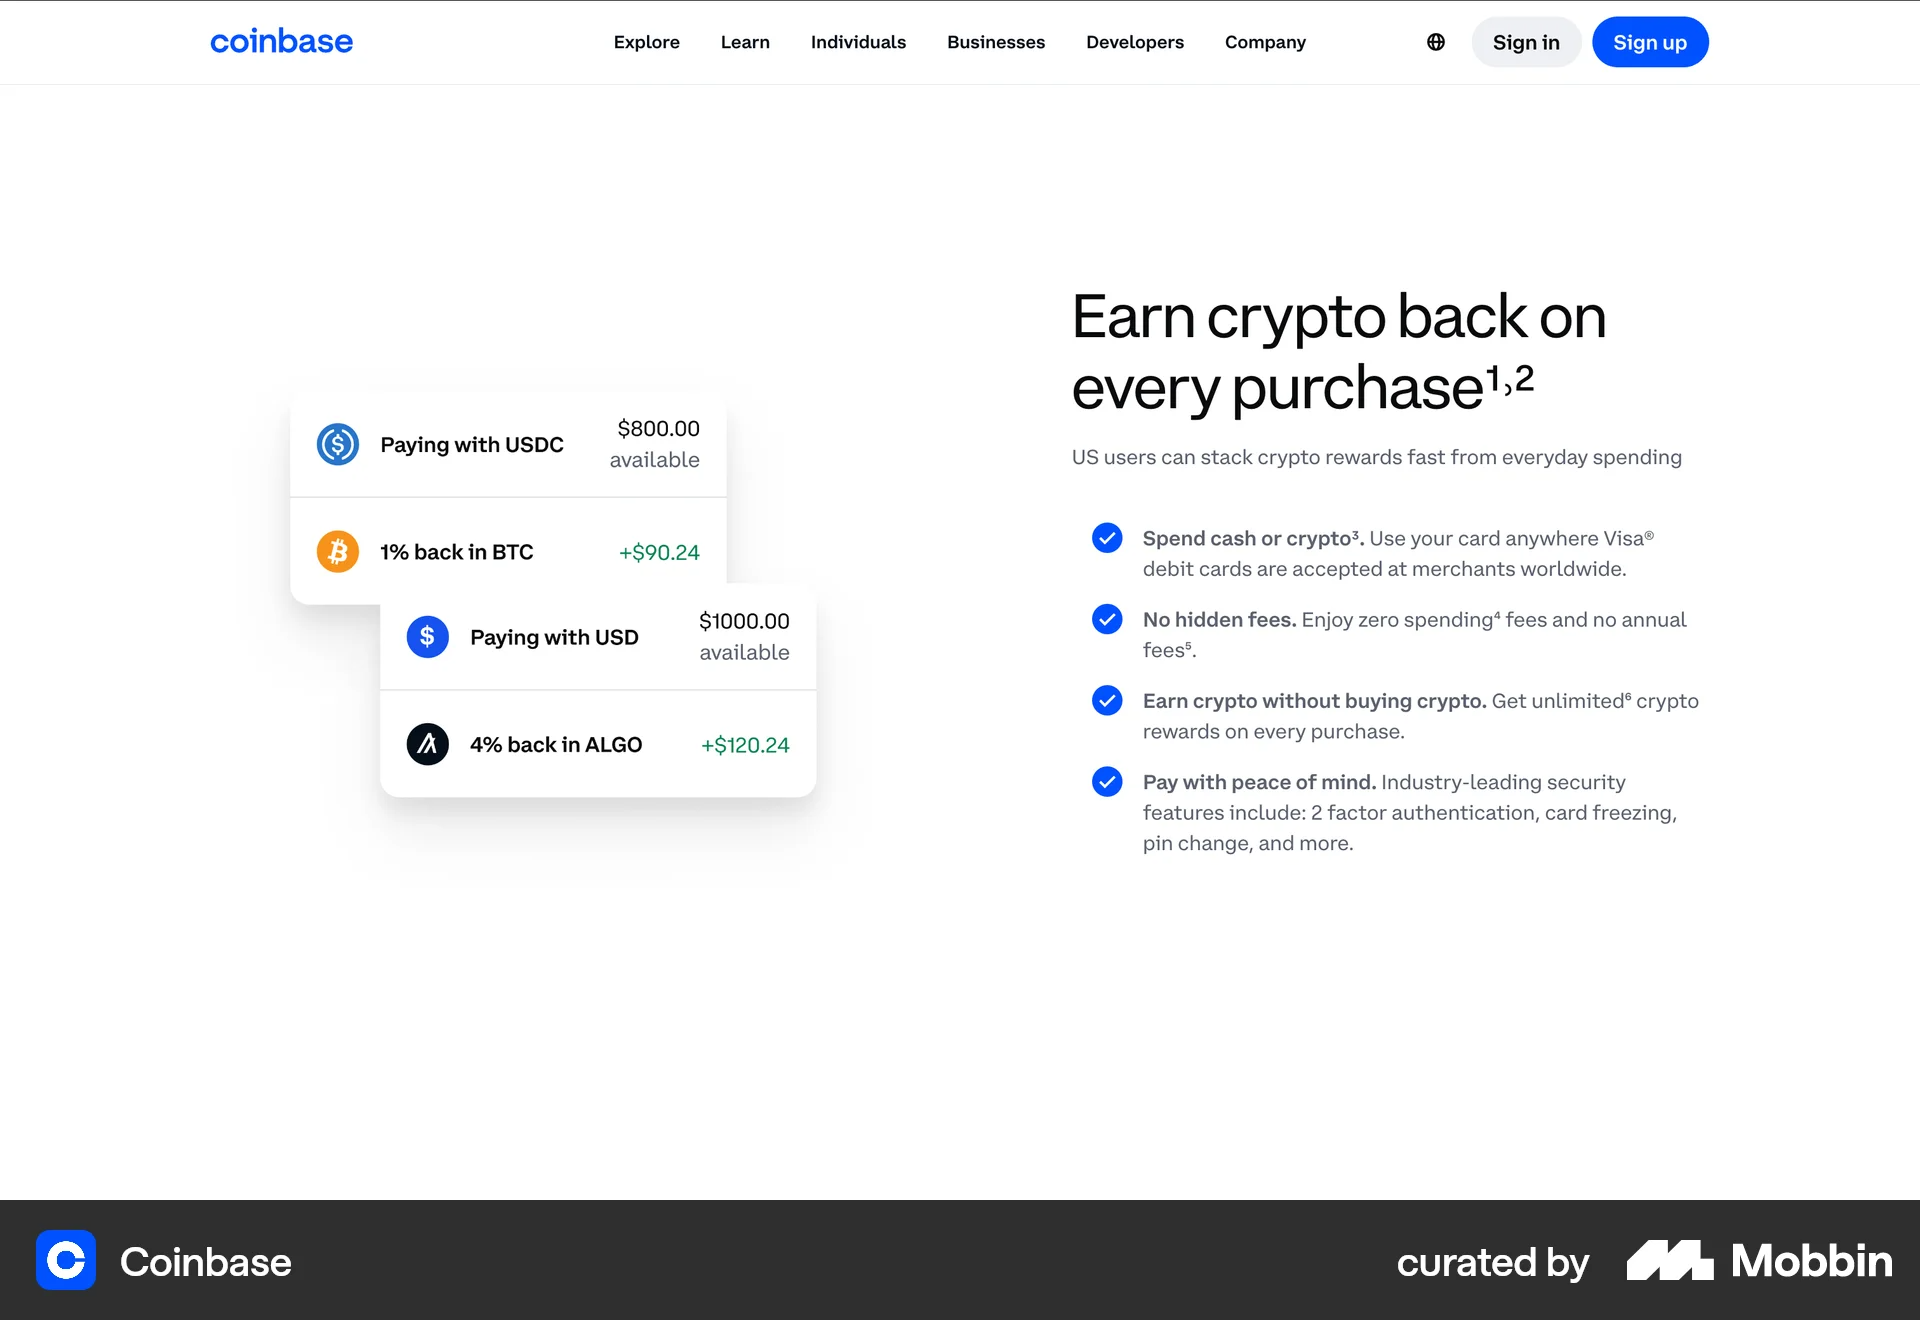 coinbase
Explore
Learn
Individuals
Businesses
Developers
Company
Sign in
Sign up
Paying with USDC
$800.00
available
1% back in BTC
+$90.24
Paying with USD
$1000.00
available
4% back in ALGO
+$120.24
Earn crypto back on
every purchase¹,²
US users can stack crypto rewards fast from everyday spending
Spend cash or crypto³. Use your card anywhere Visa®
debit cards are accepted at merchants worldwide.
No hidden fees. Enjoy zero spending⁴ fees and no annual
fees⁵.
Earn crypto without buying crypto. Get unlimited⁶ crypto
rewards on every purchase.
Pay with peace of mind. Industry-leading security
features include: 2 factor authentication, card freezing,
pin change, and more.
Coinbase
curated by
Mobbin